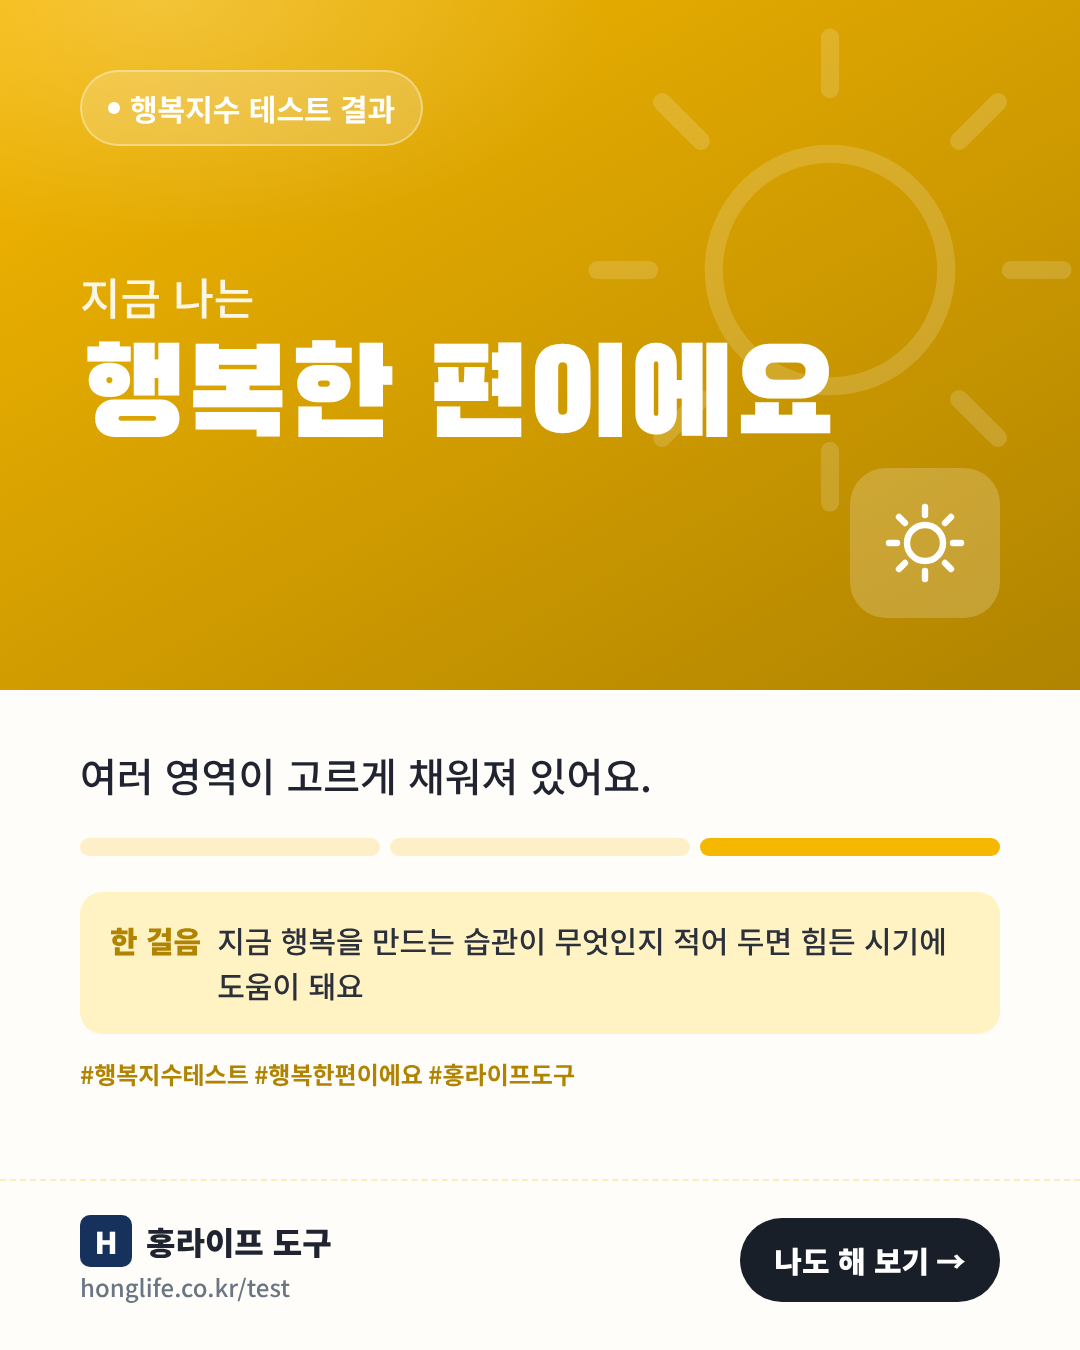 행복지수 테스트 결과
지금 나는
행복한 편이에요
여러 영역이 고르게 채워져 있어요.
한 걸음 지금 행복을 만드는 습관이 무엇인지 적어 두면 힘든 시기에
도움이 돼요
#행복지수테스트 #행복한편이에요 #홍라이프도구
H 홍라이프 도구
honglife.co.kr/test
나도 해 보기 →